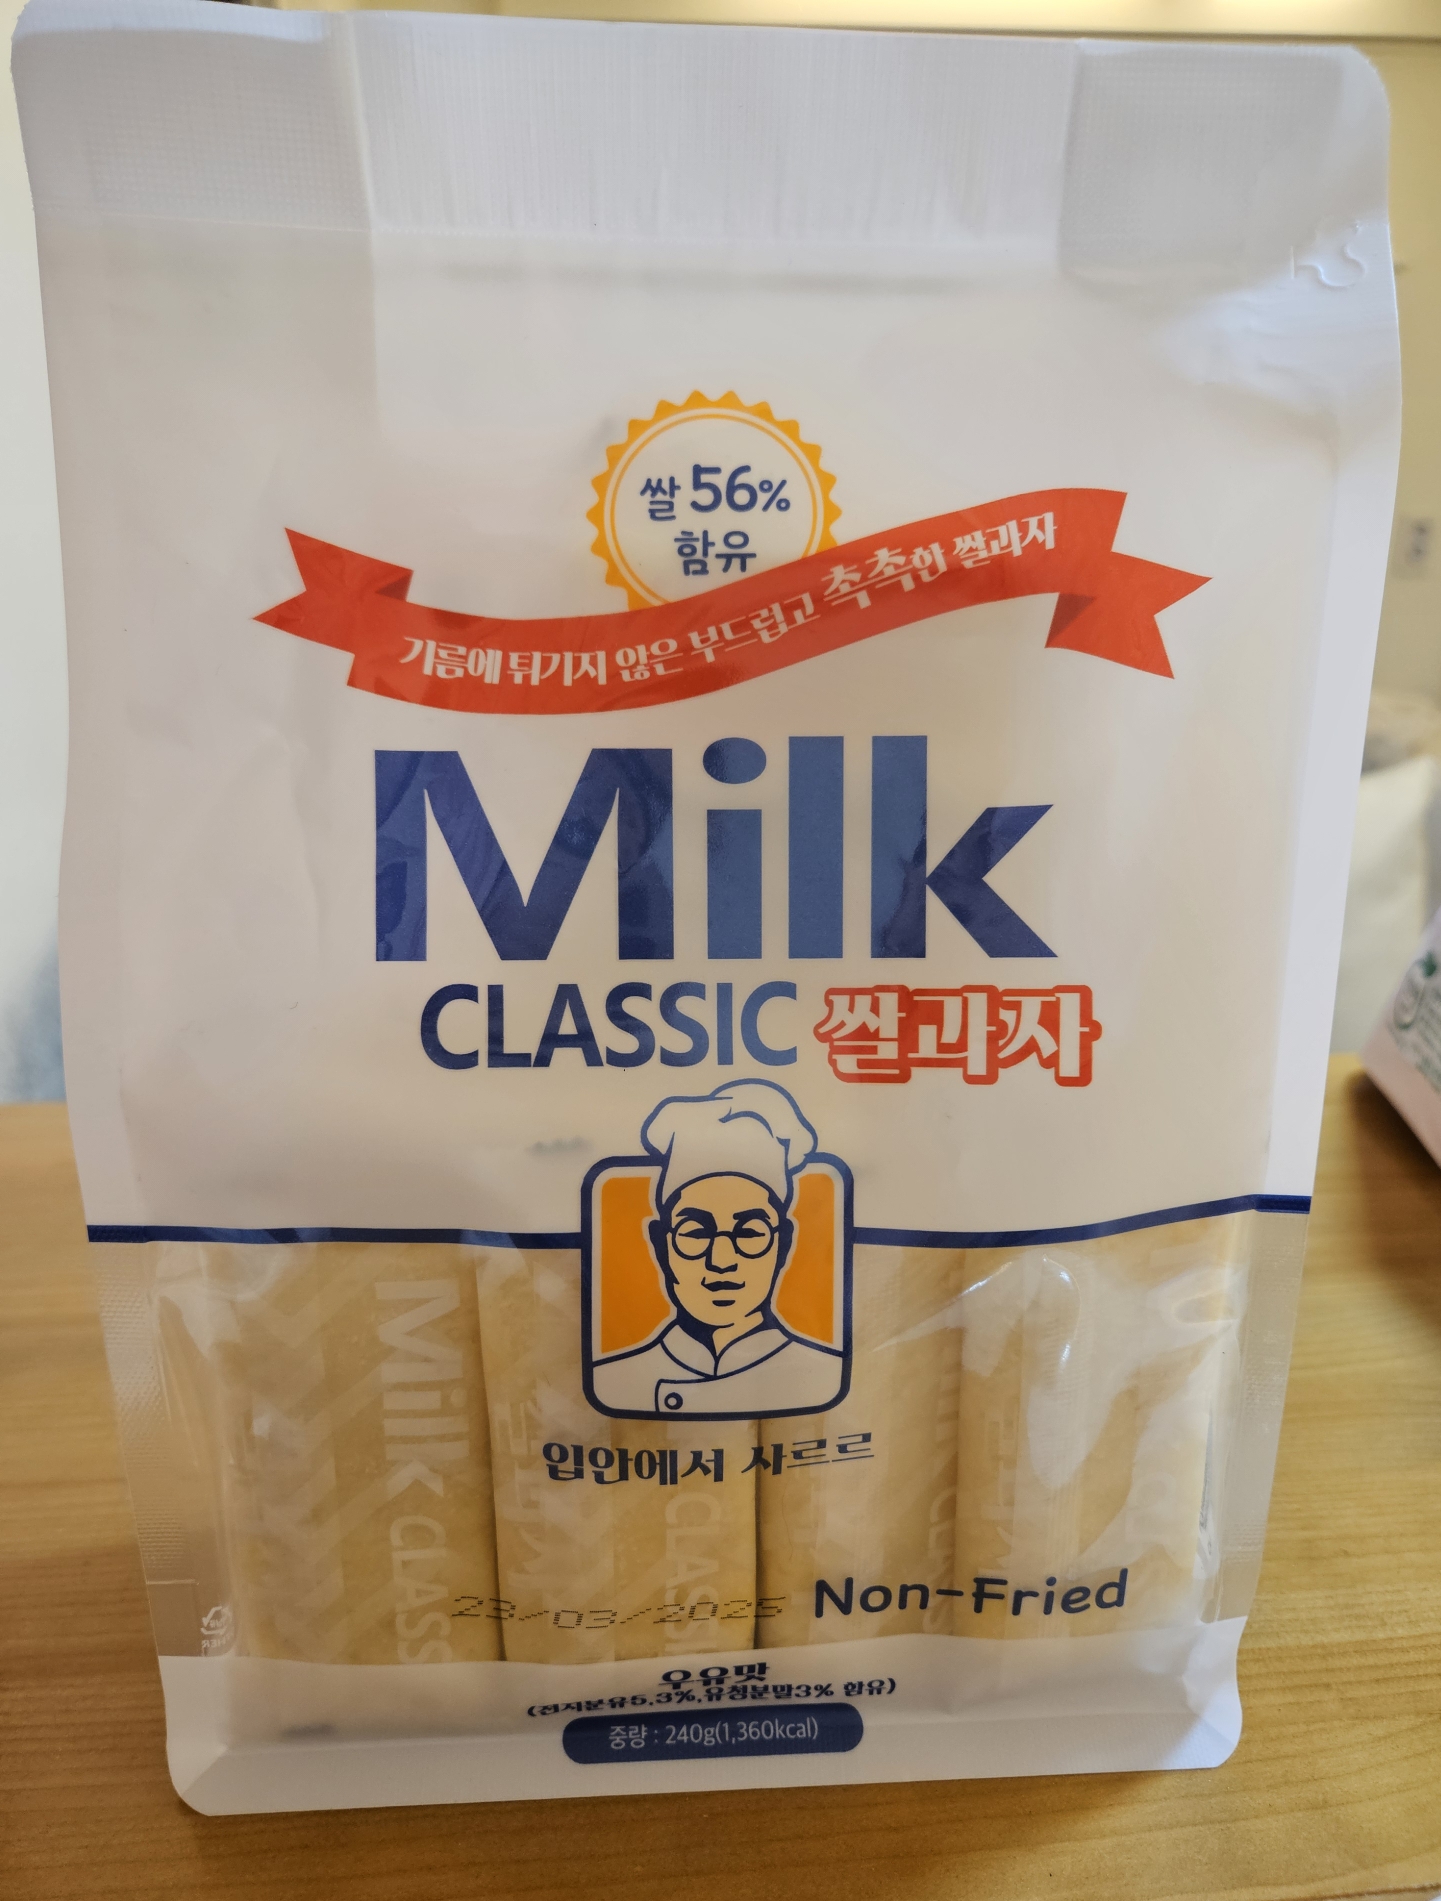 쌀 56%
함유
기름에 튀기지 않은 부드럽고 촉촉한 쌀과자
Milk
CLASSIC 쌀과자
입안에서 사르르
Milk CLASSIC
CLASSIC
23/03/2025
Non-Fried
우유맛
(전지분유5.3%,유청분말3% 함유)
중량 : 240g(1,360kcal)